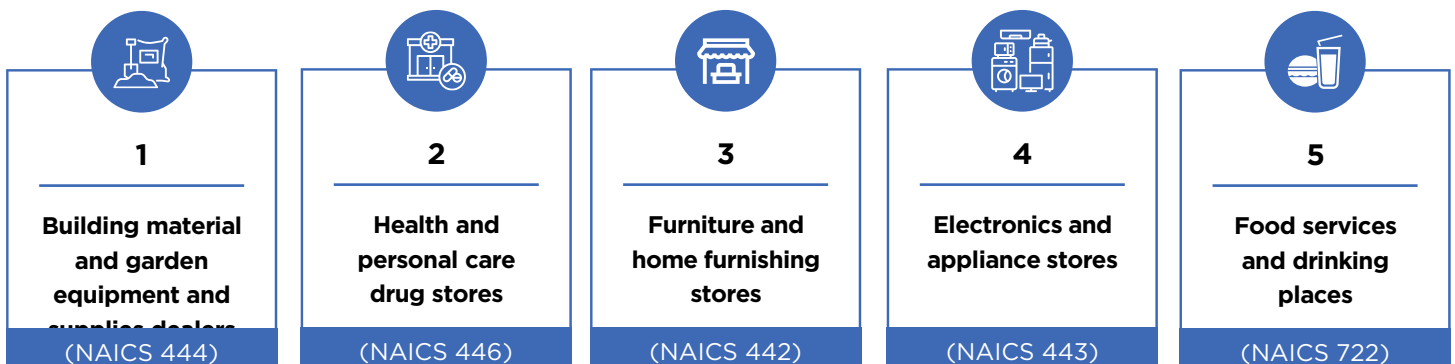 1
Building material
and garden
equipment and
supplies dealers
(NAICS 444)
2
Health and
personal care
drug stores
(NAICS 446)
3
Furniture and
home furnishing
stores
(NAICS 442)
4
Electronics and
appliance stores
(NAICS 443)
5
Food services
and drinking
places
(NAICS 722)